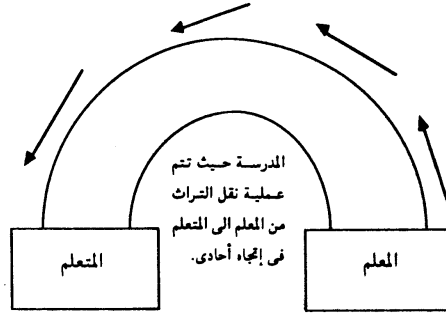 المدرسة حيث تتم
عملية نقل التراث
من المعلم الى المتعلم
فى إتجاه أحادى.
المعلم
المتعلم